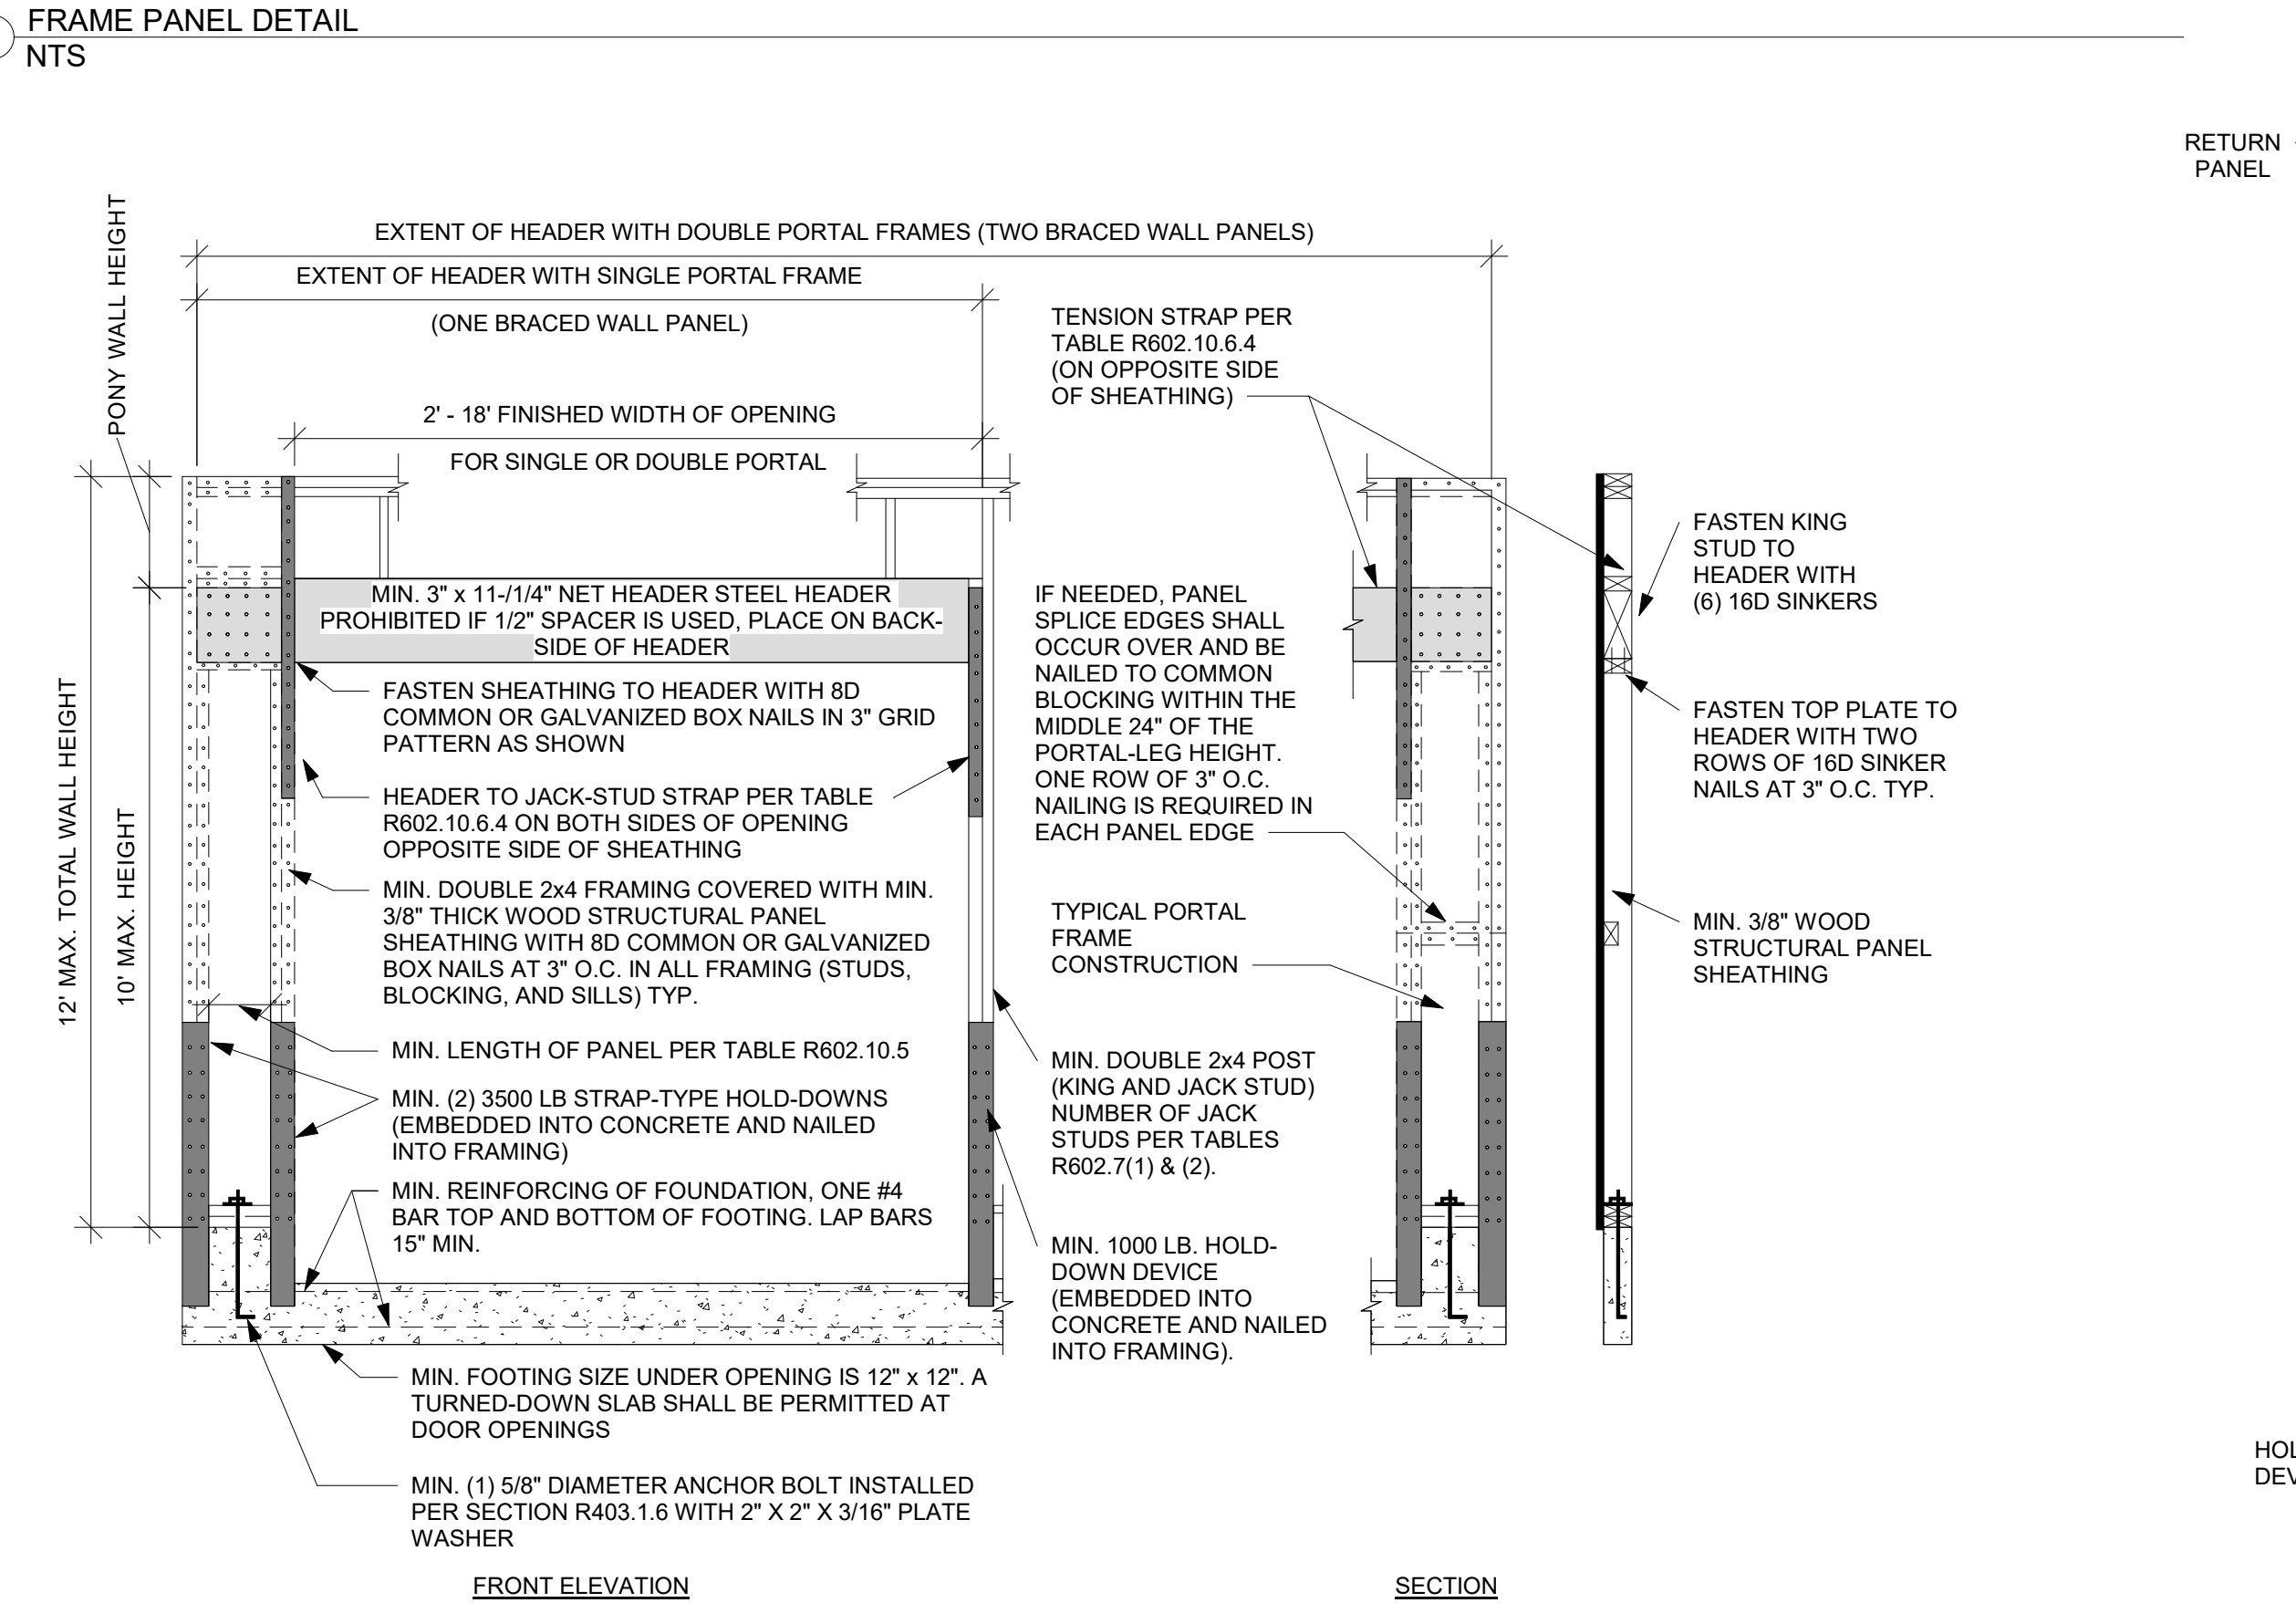 FRAME PANEL DETAIL
NTS
RETURN
PANEL
PONY WALL HEIGHT
EXTENT OF HEADER WITH DOUBLE PORTAL FRAMES (TWO BRACED WALL PANELS)
EXTENT OF HEADER WITH SINGLE PORTAL FRAME
(ONE BRACED WALL PANEL)
2' - 18' FINISHED WIDTH OF OPENING
FOR SINGLE OR DOUBLE PORTAL
TENSION STRAP PER
TABLE R602.10.6.4
(ON OPPOSITE SIDE
OF SHEATHING)
12' MAX. TOTAL WALL HEIGHT
10' MAX. HEIGHT
MIN. 3" x 11-/1/4" NET HEADER STEEL HEADER
PROHIBITED IF 1/2" SPACER IS USED, PLACE ON BACK-
SIDE OF HEADER
FASTEN SHEATHING TO HEADER WITH 8D
COMMON OR GALVANIZED BOX NAILS IN 3" GRID
PATTERN AS SHOWN
HEADER TO JACK-STUD STRAP PER TABLE
R602.10.6.4 ON BOTH SIDES OF OPENING
OPPOSITE SIDE OF SHEATHING
MIN. DOUBLE 2x4 FRAMING COVERED WITH MIN.
3/8" THICK WOOD STRUCTURAL PANEL
SHEATHING WITH 8D COMMON OR GALVANIZED
BOX NAILS AT 3" O.C. IN ALL FRAMING (STUDS,
BLOCKING, AND SILLS) TYP.
MIN. LENGTH OF PANEL PER TABLE R602.10.5
MIN. (2) 3500 LB STRAP-TYPE HOLD-DOWNS
(EMBEDDED INTO CONCRETE AND NAILED
INTO FRAMING)
MIN. REINFORCING OF FOUNDATION, ONE #4
BAR TOP AND BOTTOM OF FOOTING. LAP BARS
15" MIN.
MIN. FOOTING SIZE UNDER OPENING IS 12" x 12". A
TURNED-DOWN SLAB SHALL BE PERMITTED AT
DOOR OPENINGS
MIN. (1) 5/8" DIAMETER ANCHOR BOLT INSTALLED
PER SECTION R403.1.6 WITH 2" X 2" X 3/16" PLATE
WASHER
FRONT ELEVATION
IF NEEDED, PANEL
SPLICE EDGES SHALL
OCCUR OVER AND BE
NAILED TO COMMON
BLOCKING WITHIN THE
MIDDLE 24" OF THE
PORTAL-LEG HEIGHT.
ONE ROW OF 3" O.C.
NAILING IS REQUIRED IN
EACH PANEL EDGE
TYPICAL PORTAL
FRAME
CONSTRUCTION
MIN. DOUBLE 2x4 POST
(KING AND JACK STUD)
NUMBER OF JACK
STUDS PER TABLES
R602.7(1) & (2).
MIN. 1000 LB. HOLD-
DOWN DEVICE
(EMBEDDED INTO
CONCRETE AND NAILED
INTO FRAMING).
FASTEN KING
STUD TO
HEADER WITH
(6) 16D SINKERS
FASTEN TOP PLATE TO
HEADER WITH TWO
ROWS OF 16D SINKER
NAILS AT 3" O.C. TYP.
MIN. 3/8" WOOD
STRUCTURAL PANEL
SHEATHING
SECTION